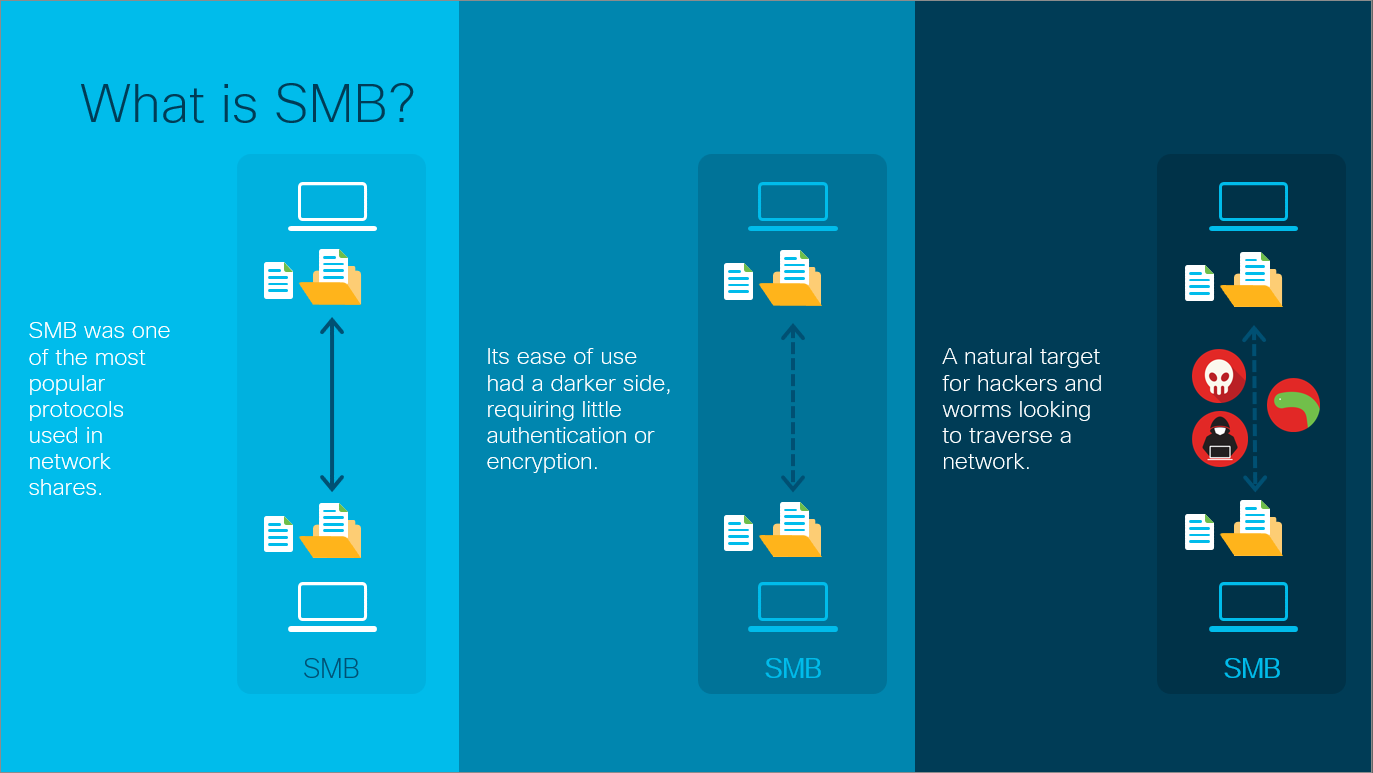 What is SMB?
SMB was one
of the most
popular
protocols
used in
network
shares.
SMB
Its ease of use
had a darker side,
requiring little
authentication or
encryption.
SMB
A natural target
for hackers and
worms looking
to traverse a
network.
SMB